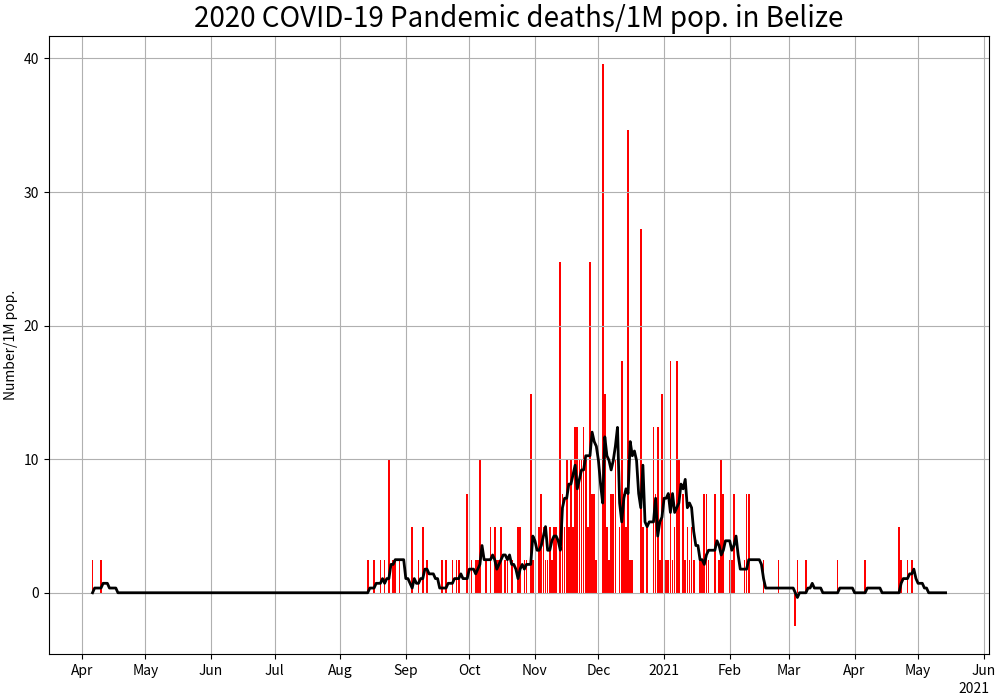 2020 COVID-19 Pandemic deaths/1M pop. in Belize
Number/1M pop.
40
30
20
10
0
Apr May Jun Jul Aug Sep Oct Nov Dec 2021 Feb Mar Apr May Jun
2021